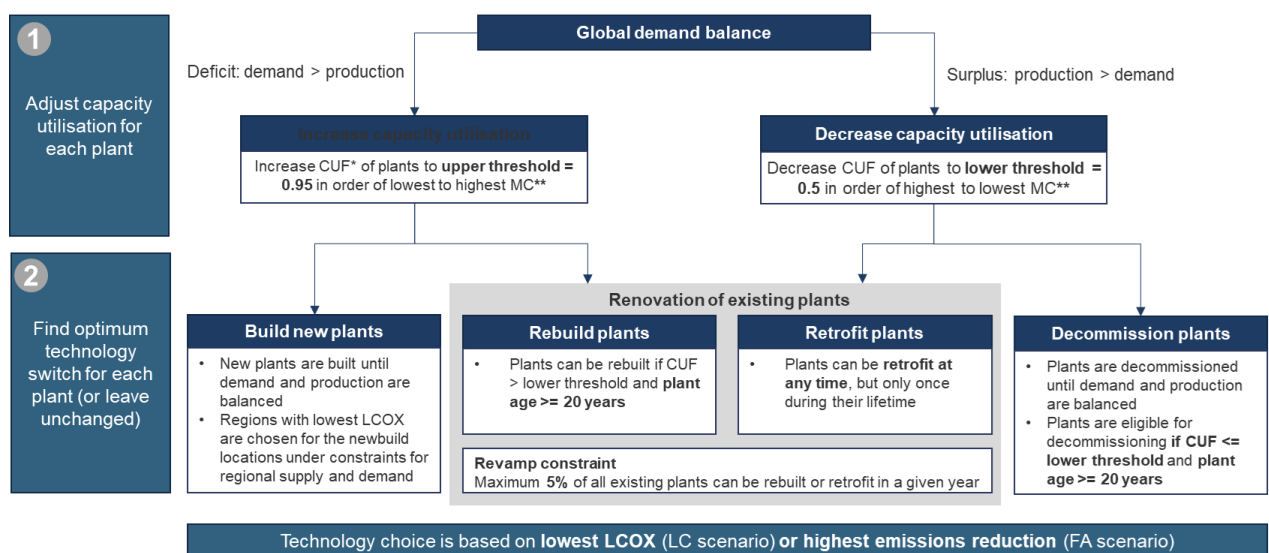 1
Adjust capacity
utilisation for
each plant
Global demand balance
Deficit: demand > production
Surplus: production > demand
Increase capacity utilisation
Increase CUF* of plants to upper threshold =
0.95 in order of lowest to highest MC**
Decrease capacity utilisation
Decrease CUF of plants to lower threshold =
0.5 in order of highest to lowest MC**
2
Find optimum
technology
switch for each
plant (or leave
unchanged)
Build new plants
• New plants are built until
demand and production are
balanced
• Regions with lowest LCOX
are chosen for the newbuild
locations under constraints for
regional supply and demand
Renovation of existing plants
Rebuild plants
• Plants can be rebuilt if CUF
> lower threshold and plant
age >= 20 years
Retrofit plants
• Plants can be retrofit at
any time, but only once
during their lifetime
Revamp constraint
Maximum 5% of all existing plants can be rebuilt or retrofit in a given year
Decommission plants
• Plants are decommissioned
until demand and production
are balanced
• Plants are eligible for
decommissioning if CUF <=
lower threshold and plant
age >= 20 years
Technology choice is based on lowest LCOX (LC scenario) or highest emissions reduction (FA scenario)